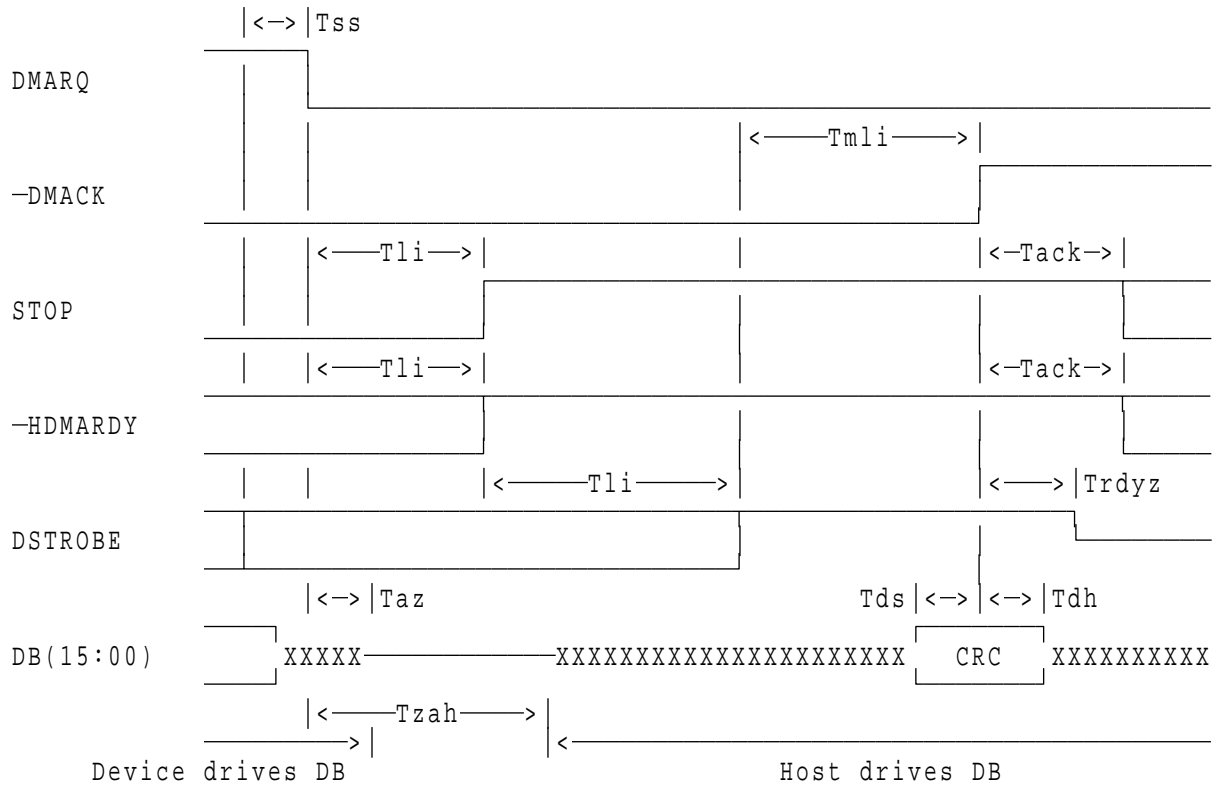 |<->|Tss
DMARQ
|<----Tmli---->|
-DMACK
|<---Tli-->| |<-Tack->|
STOP
|<---Tli-->| |<-Tack->|
-HDMARDY
|<-----Tli----->| |<-->|Trdyz
DSTROBE
|<->|Taz Tds|<->|<->|Tdh
DB(15:00) XXXXX-----------XXXXXXXXXXXXXXXXXXXXXX CRC XXXXXXXXXX
|<----Tzah---->|
Device drives DB Host drives DB